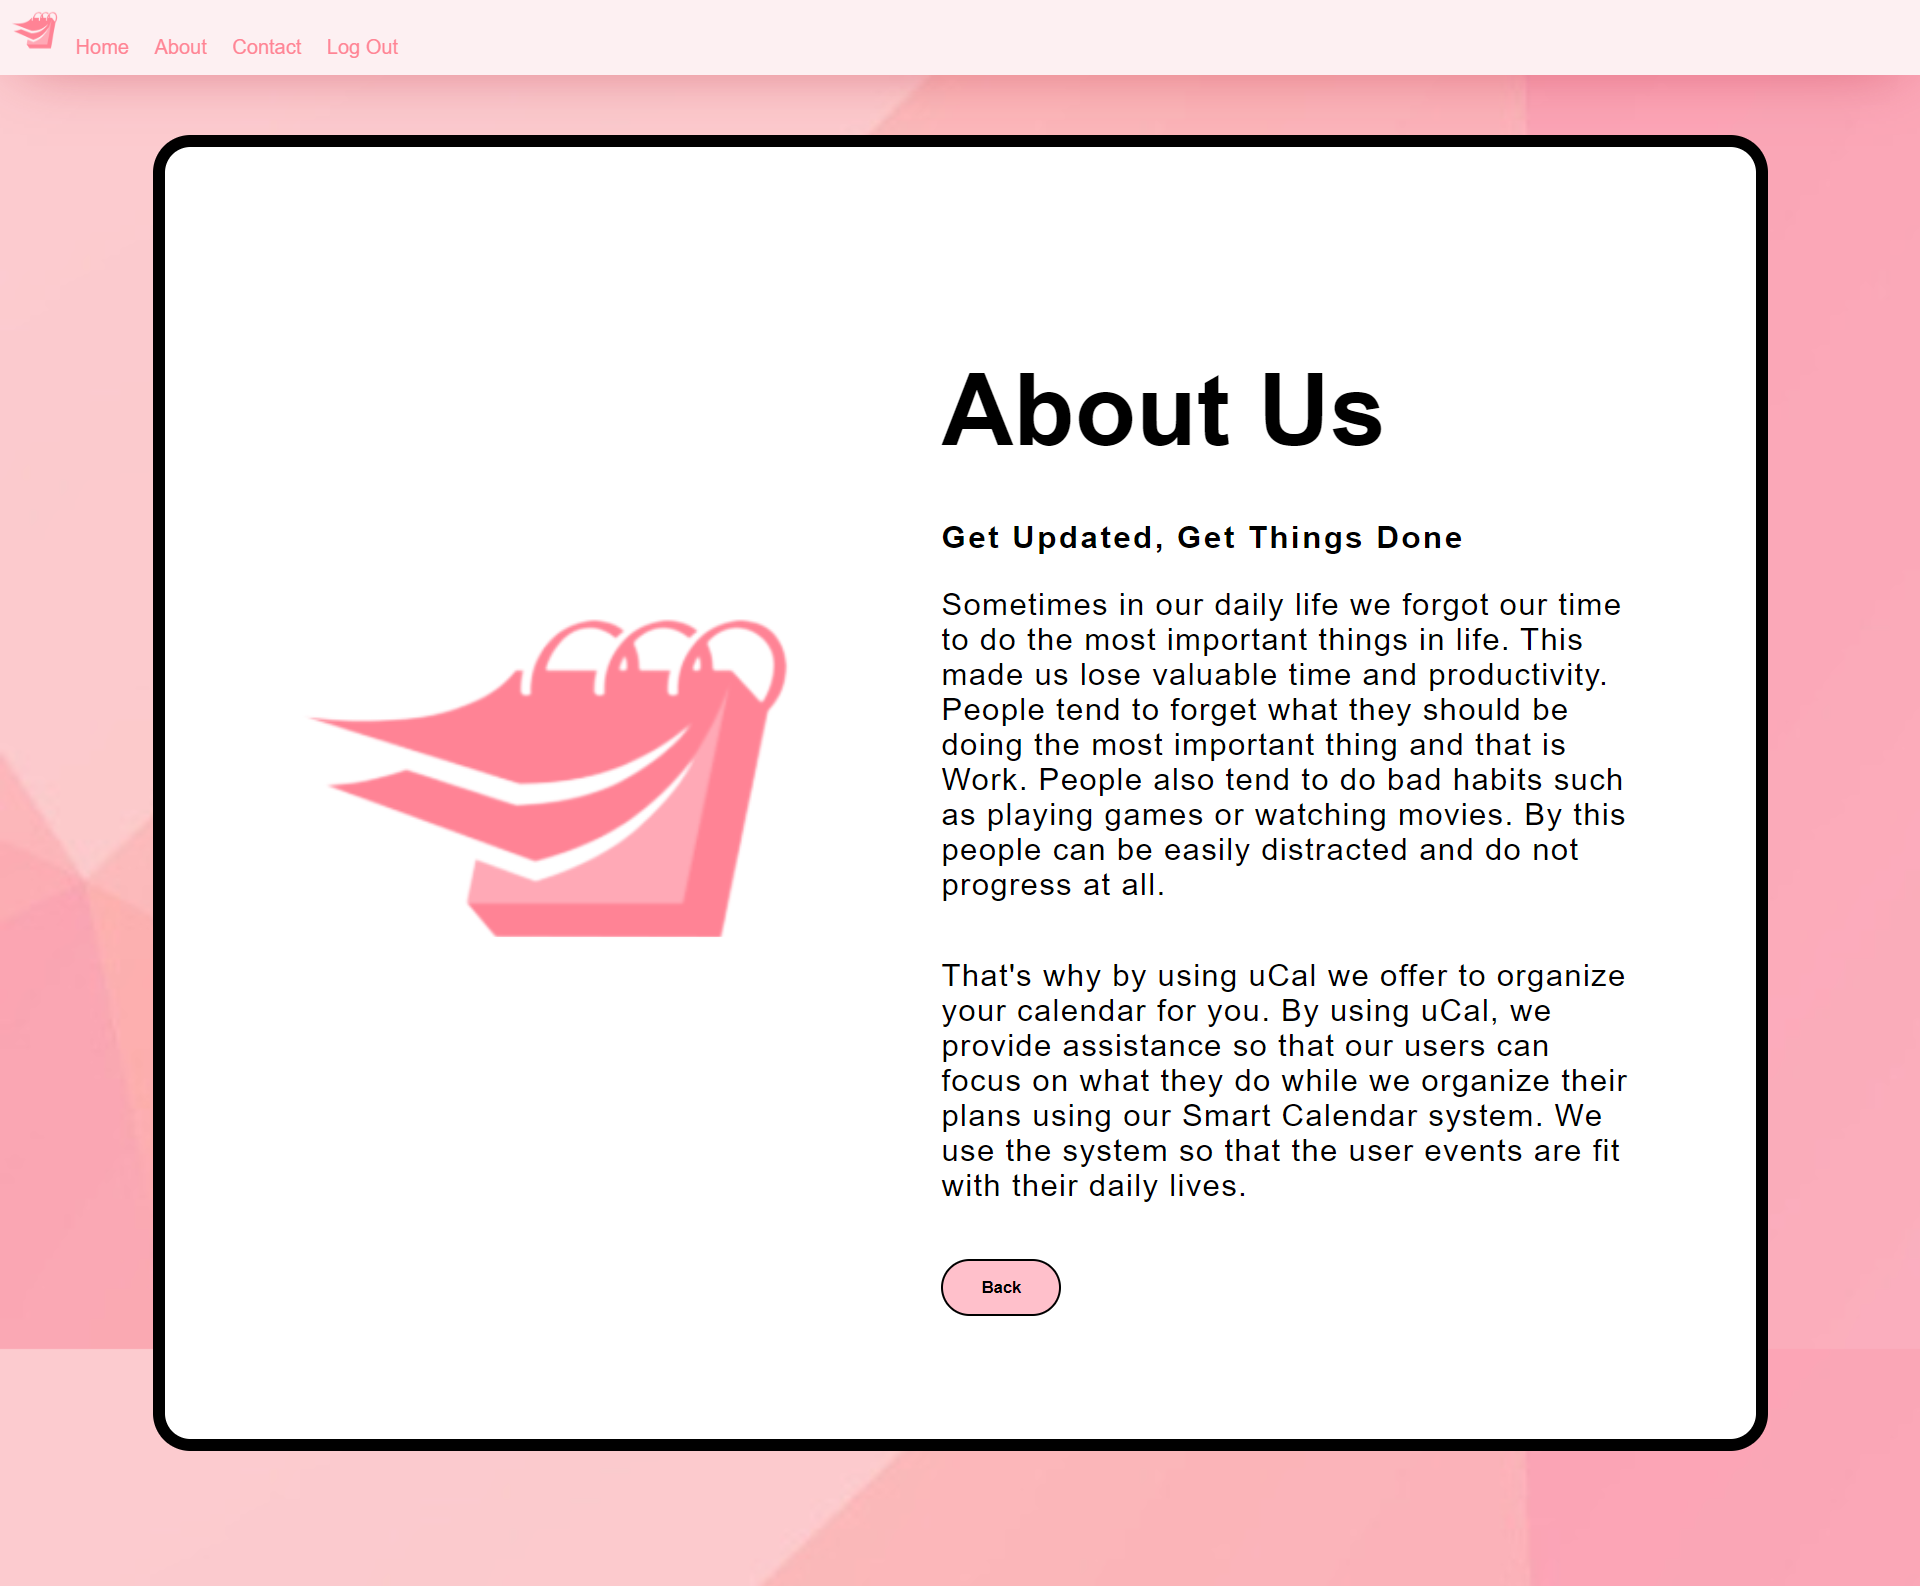 Home About Contact Log Out
About Us
Get Updated, Get Things Done
Sometimes in our daily life we forgot our time
to do the most important things in life. This
made us lose valuable time and productivity.
People tend to forget what they should be
doing the most important thing and that is
Work. People also tend to do bad habits such
as playing games or watching movies. By this
people can be easily distracted and do not
progress at all.
That's why by using uCal we offer to organize
your calendar for you. By using uCal, we
provide assistance so that our users can
focus on what they do while we organize their
plans using our Smart Calendar system. We
use the system so that the user events are fit
with their daily lives.
Back